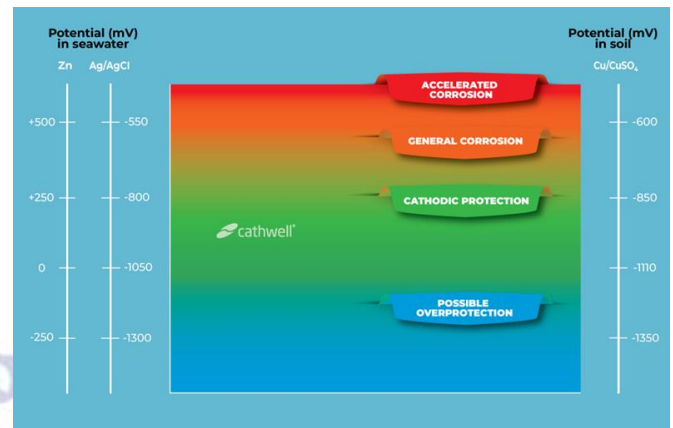 Potential (mV)
in seawater
Zn Ag/AgCl
+500 -550
+250 -800
0 -1050
-250 -1300
ACCELERATED
CORROSION
GENERAL CORROSION
CATHODIC PROTECTION
cathwell®
POSSIBLE
OVERPROTECTION
Potential (mV)
in soil
Cu/CuSO₄
-600
-850
-1110
-1350